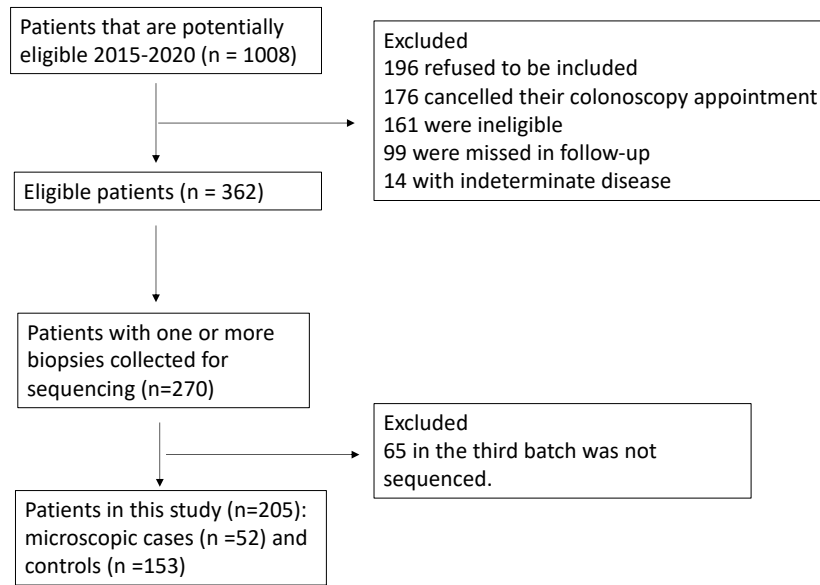 Patients that are potentially
eligible 2015-2020 (n = 1008)
Excluded
196 refused to be included
176 cancelled their colonoscopy appointment
161 were ineligible
99 were missed in follow-up
14 with indeterminate disease
Eligible patients (n = 362)
Patients with one or more
biopsies collected for
sequencing (n=270)
Excluded
65 in the third batch was not
sequenced.
Patients in this study (n=205):
microscopic cases (n =52) and
controls (n =153)